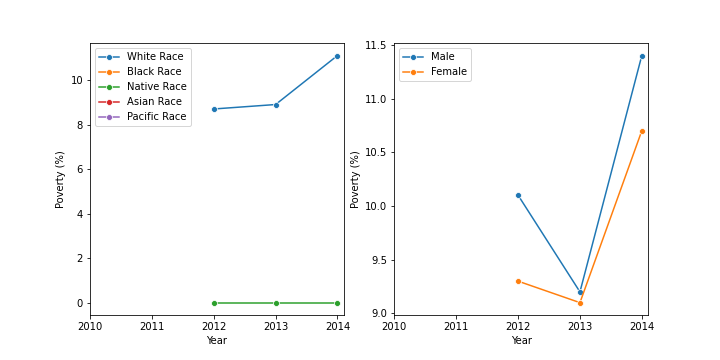 White Race
Black Race
Native Race
Asian Race
Pacific Race
10
8
6
4
2
0
Poverty (%)
2010 2011 2012 2013 2014
Year
Male
Female
11.5
11.0
10.5
10.0
9.5
9.0
Poverty (%)
2010 2011 2012 2013 2014
Year